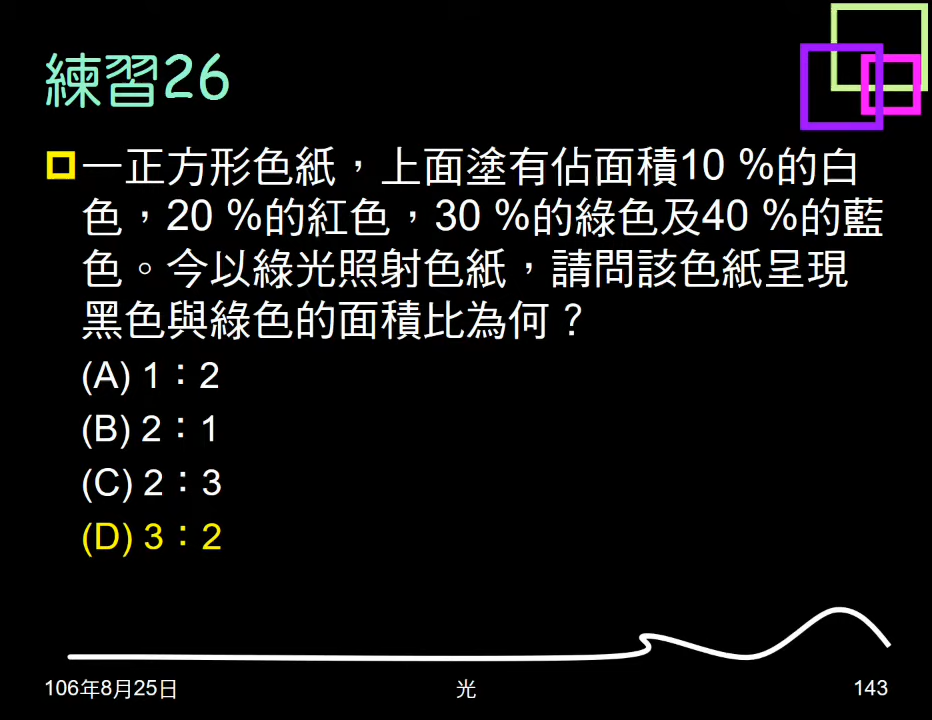 練習26
一正方形色紙，上面塗有佔面積10 %的白
色，20 %的紅色，30 %的綠色及40 %的藍
色。今以綠光照射色紙，請問該色紙呈現
黑色與綠色的面積比為何？
(A) 1：2
(B) 2：1
(C) 2：3
(D) 3：2
106年8月25日
光
143